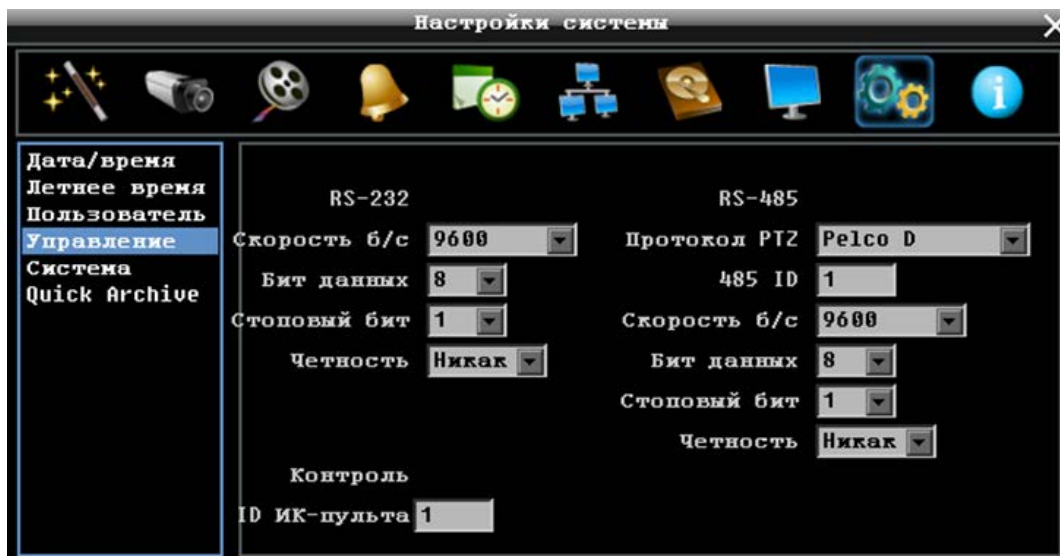 Настройки системы
Дата/время
Летнее время
Пользователь
Управление
Система
Quick Archive
RS-232
Скорость б/с 9600
Бит данных 8
Стоповый бит 1
Четность Никак
Контроль
ID ИК-пульта 1
RS-485
Протокол PTZ Pelco D
485 ID 1
Скорость б/с 9600
Бит данных 8
Стоповый бит 1
Четность Никак